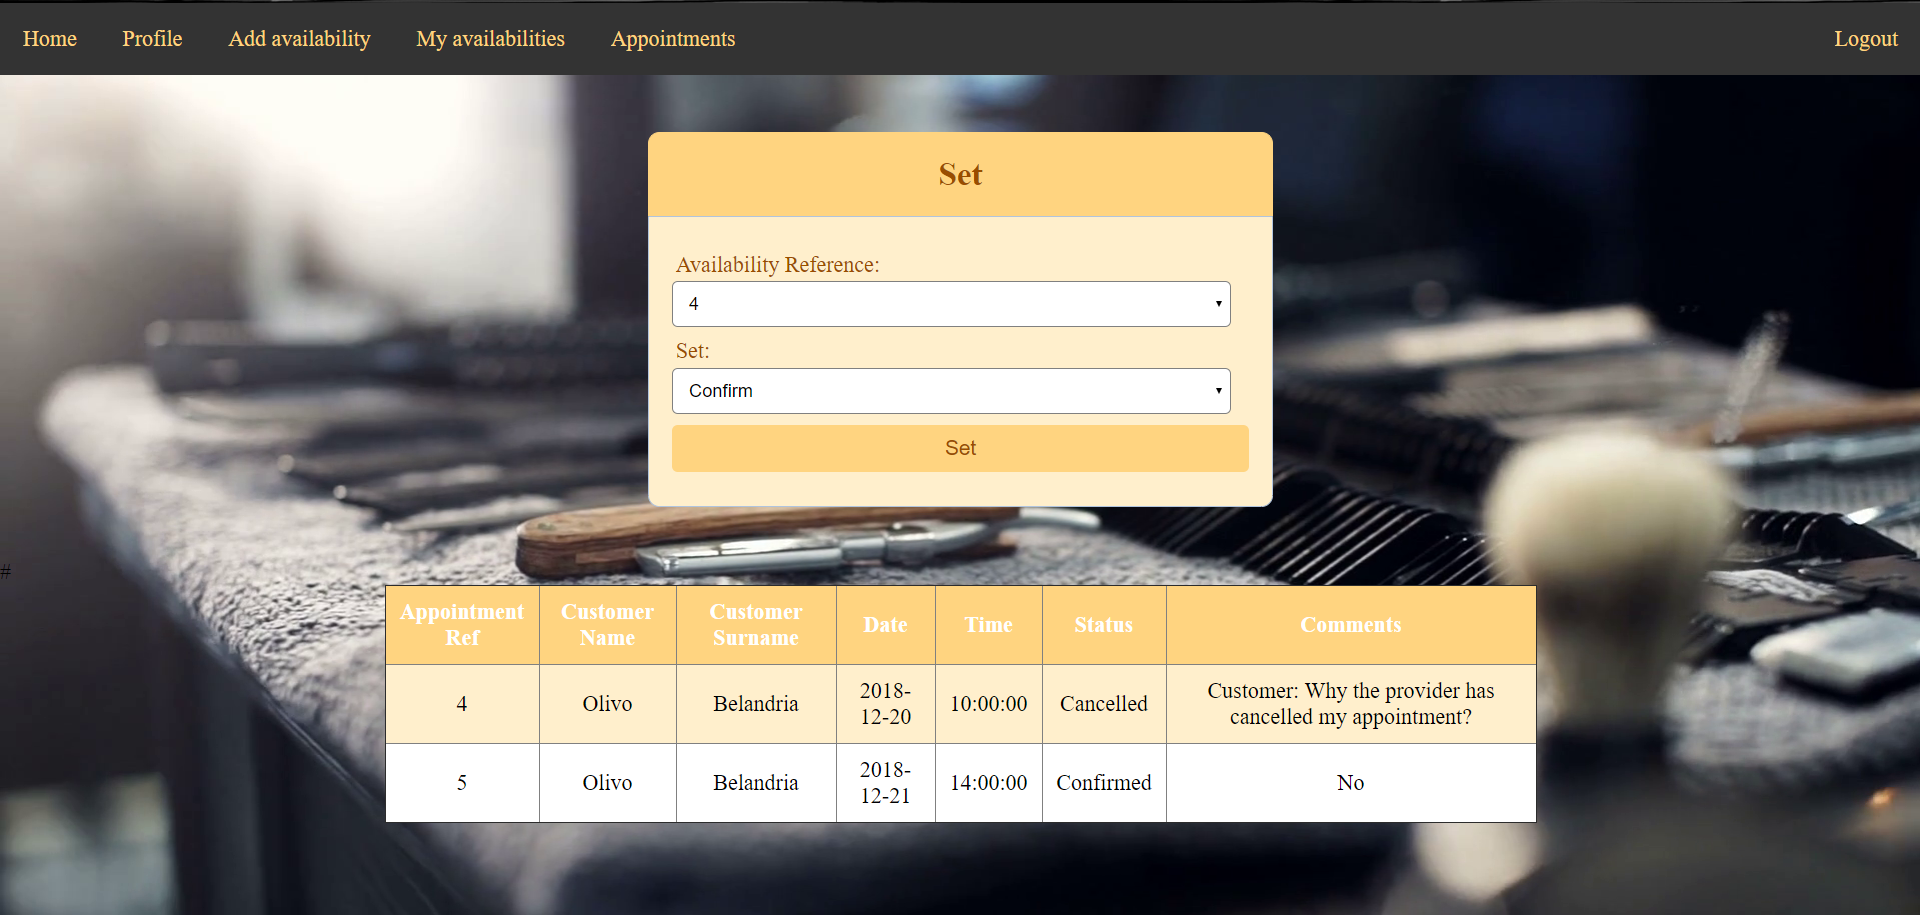 Home Profile Add availability My availabilities Appointments Logout
Set
Availability Reference:
4
Set:
Confirm
Set
#
Appointment Ref Customer Name Customer Surname Date Time Status Comments
4 Olivo Belandria 2018-12-20 10:00:00 Cancelled Customer: Why the provider has cancelled my appointment?
5 Olivo Belandria 2018-12-21 14:00:00 Confirmed No